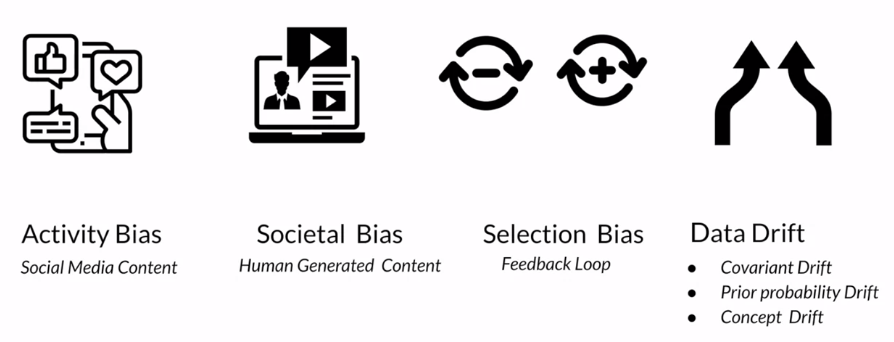 Activity Bias
Social Media Content
Societal Bias
Human Generated Content
Selection Bias
Feedback Loop
Data Drift
• Covariant Drift
• Prior probability Drift
• Concept Drift